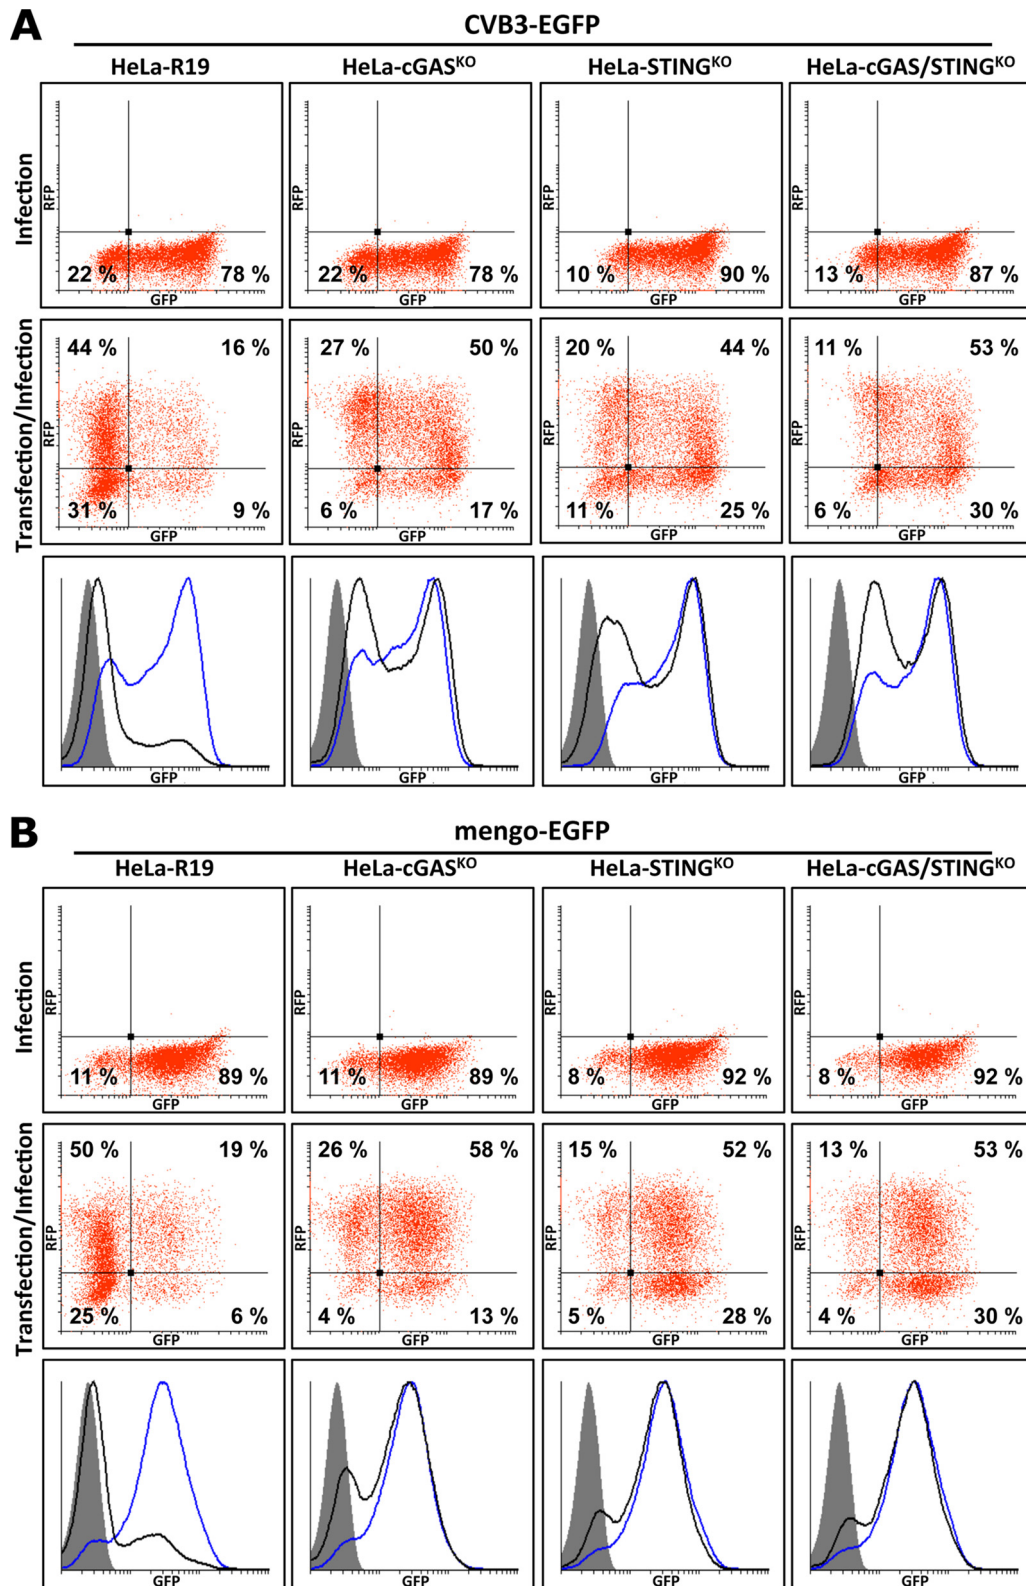 A
CVB3-EGFP
HeLa-R19 HeLa-cGASKO HeLa-STINGKO HeLa-cGAS/STINGKO
Infection
RFP RFP RFP RFP
22 % 78 % 22 % 78 % 10 % 90 % 13 % 87 %
GFP GFP GFP GFP
Transfection/Infection
44 % 16 % 27 % 50 % 20 % 44 % 11 % 53 %
RFP RFP RFP RFP
31 % 9 % 6 % 17 % 11 % 25 % 6 % 30 %
GFP GFP GFP GFP
GFP GFP GFP GFP
B
mengo-EGFP
HeLa-R19 HeLa-cGASKO HeLa-STINGKO HeLa-cGAS/STINGKO
Infection
RFP RFP RFP RFP
11 % 89 % 11 % 89 % 8 % 92 % 8 % 92 %
GFP GFP GFP GFP
Transfection/Infection
50 % 19 % 26 % 58 % 15 % 52 % 13 % 53 %
RFP RFP RFP RFP
25 % 6 % 4 % 13 % 5 % 28 % 4 % 30 %
GFP GFP GFP GFP
GFP GFP GFP GFP